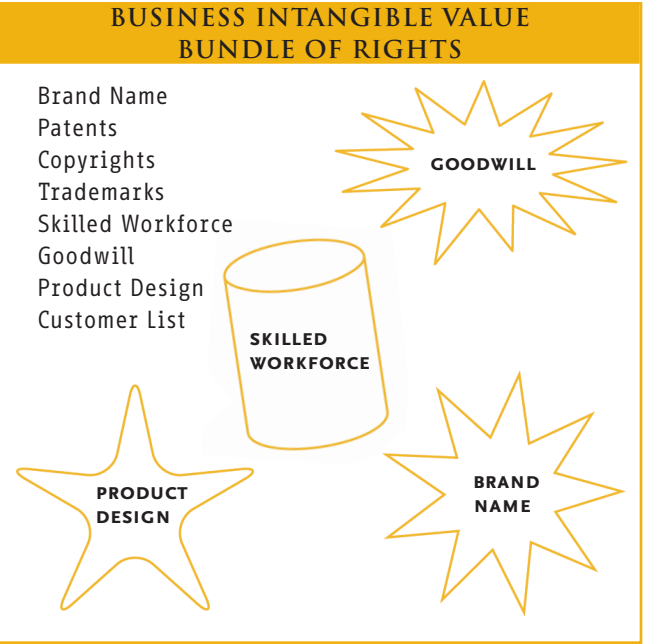 BUSINESS INTANGIBLE VALUE
BUNDLE OF RIGHTS
Brand Name
Patents
Copyrights
Trademarks
Skilled Workforce
Goodwill
Product Design
Customer List
GOODWILL
SKILLED
WORKFORCE
PRODUCT
DESIGN
BRAND
NAME